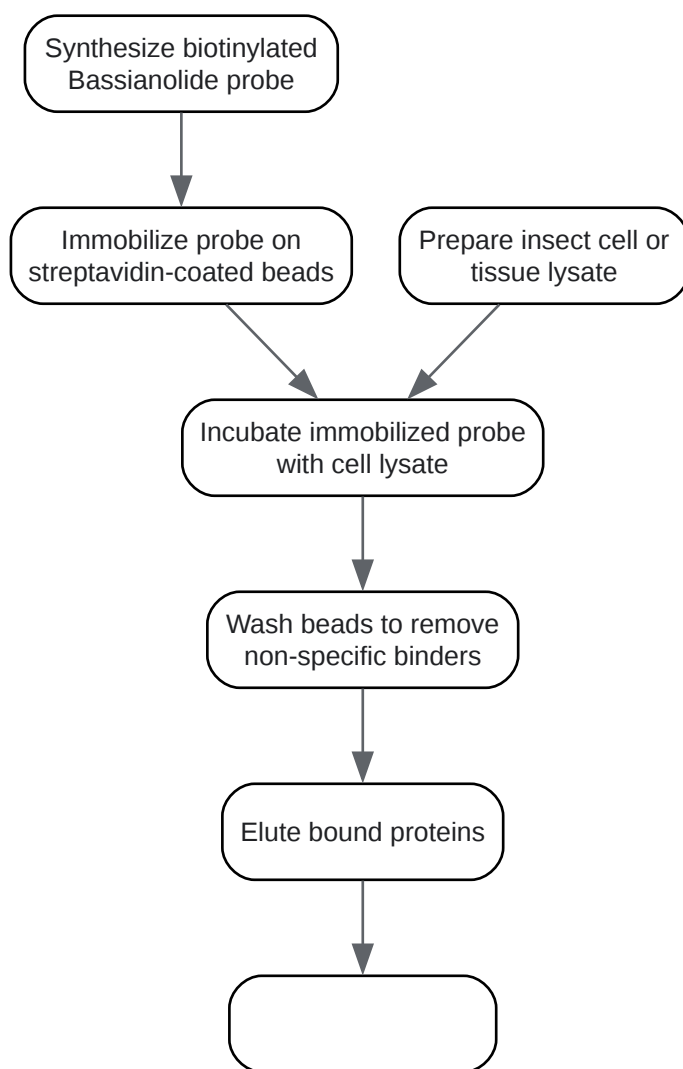 Synthesize biotinylated
Bassianolide probe
Immobilize probe on
streptavidin-coated beads
Prepare insect cell or
tissue lysate
Incubate immobilized probe
with cell lysate
Wash beads to remove
non-specific binders
Elute bound proteins